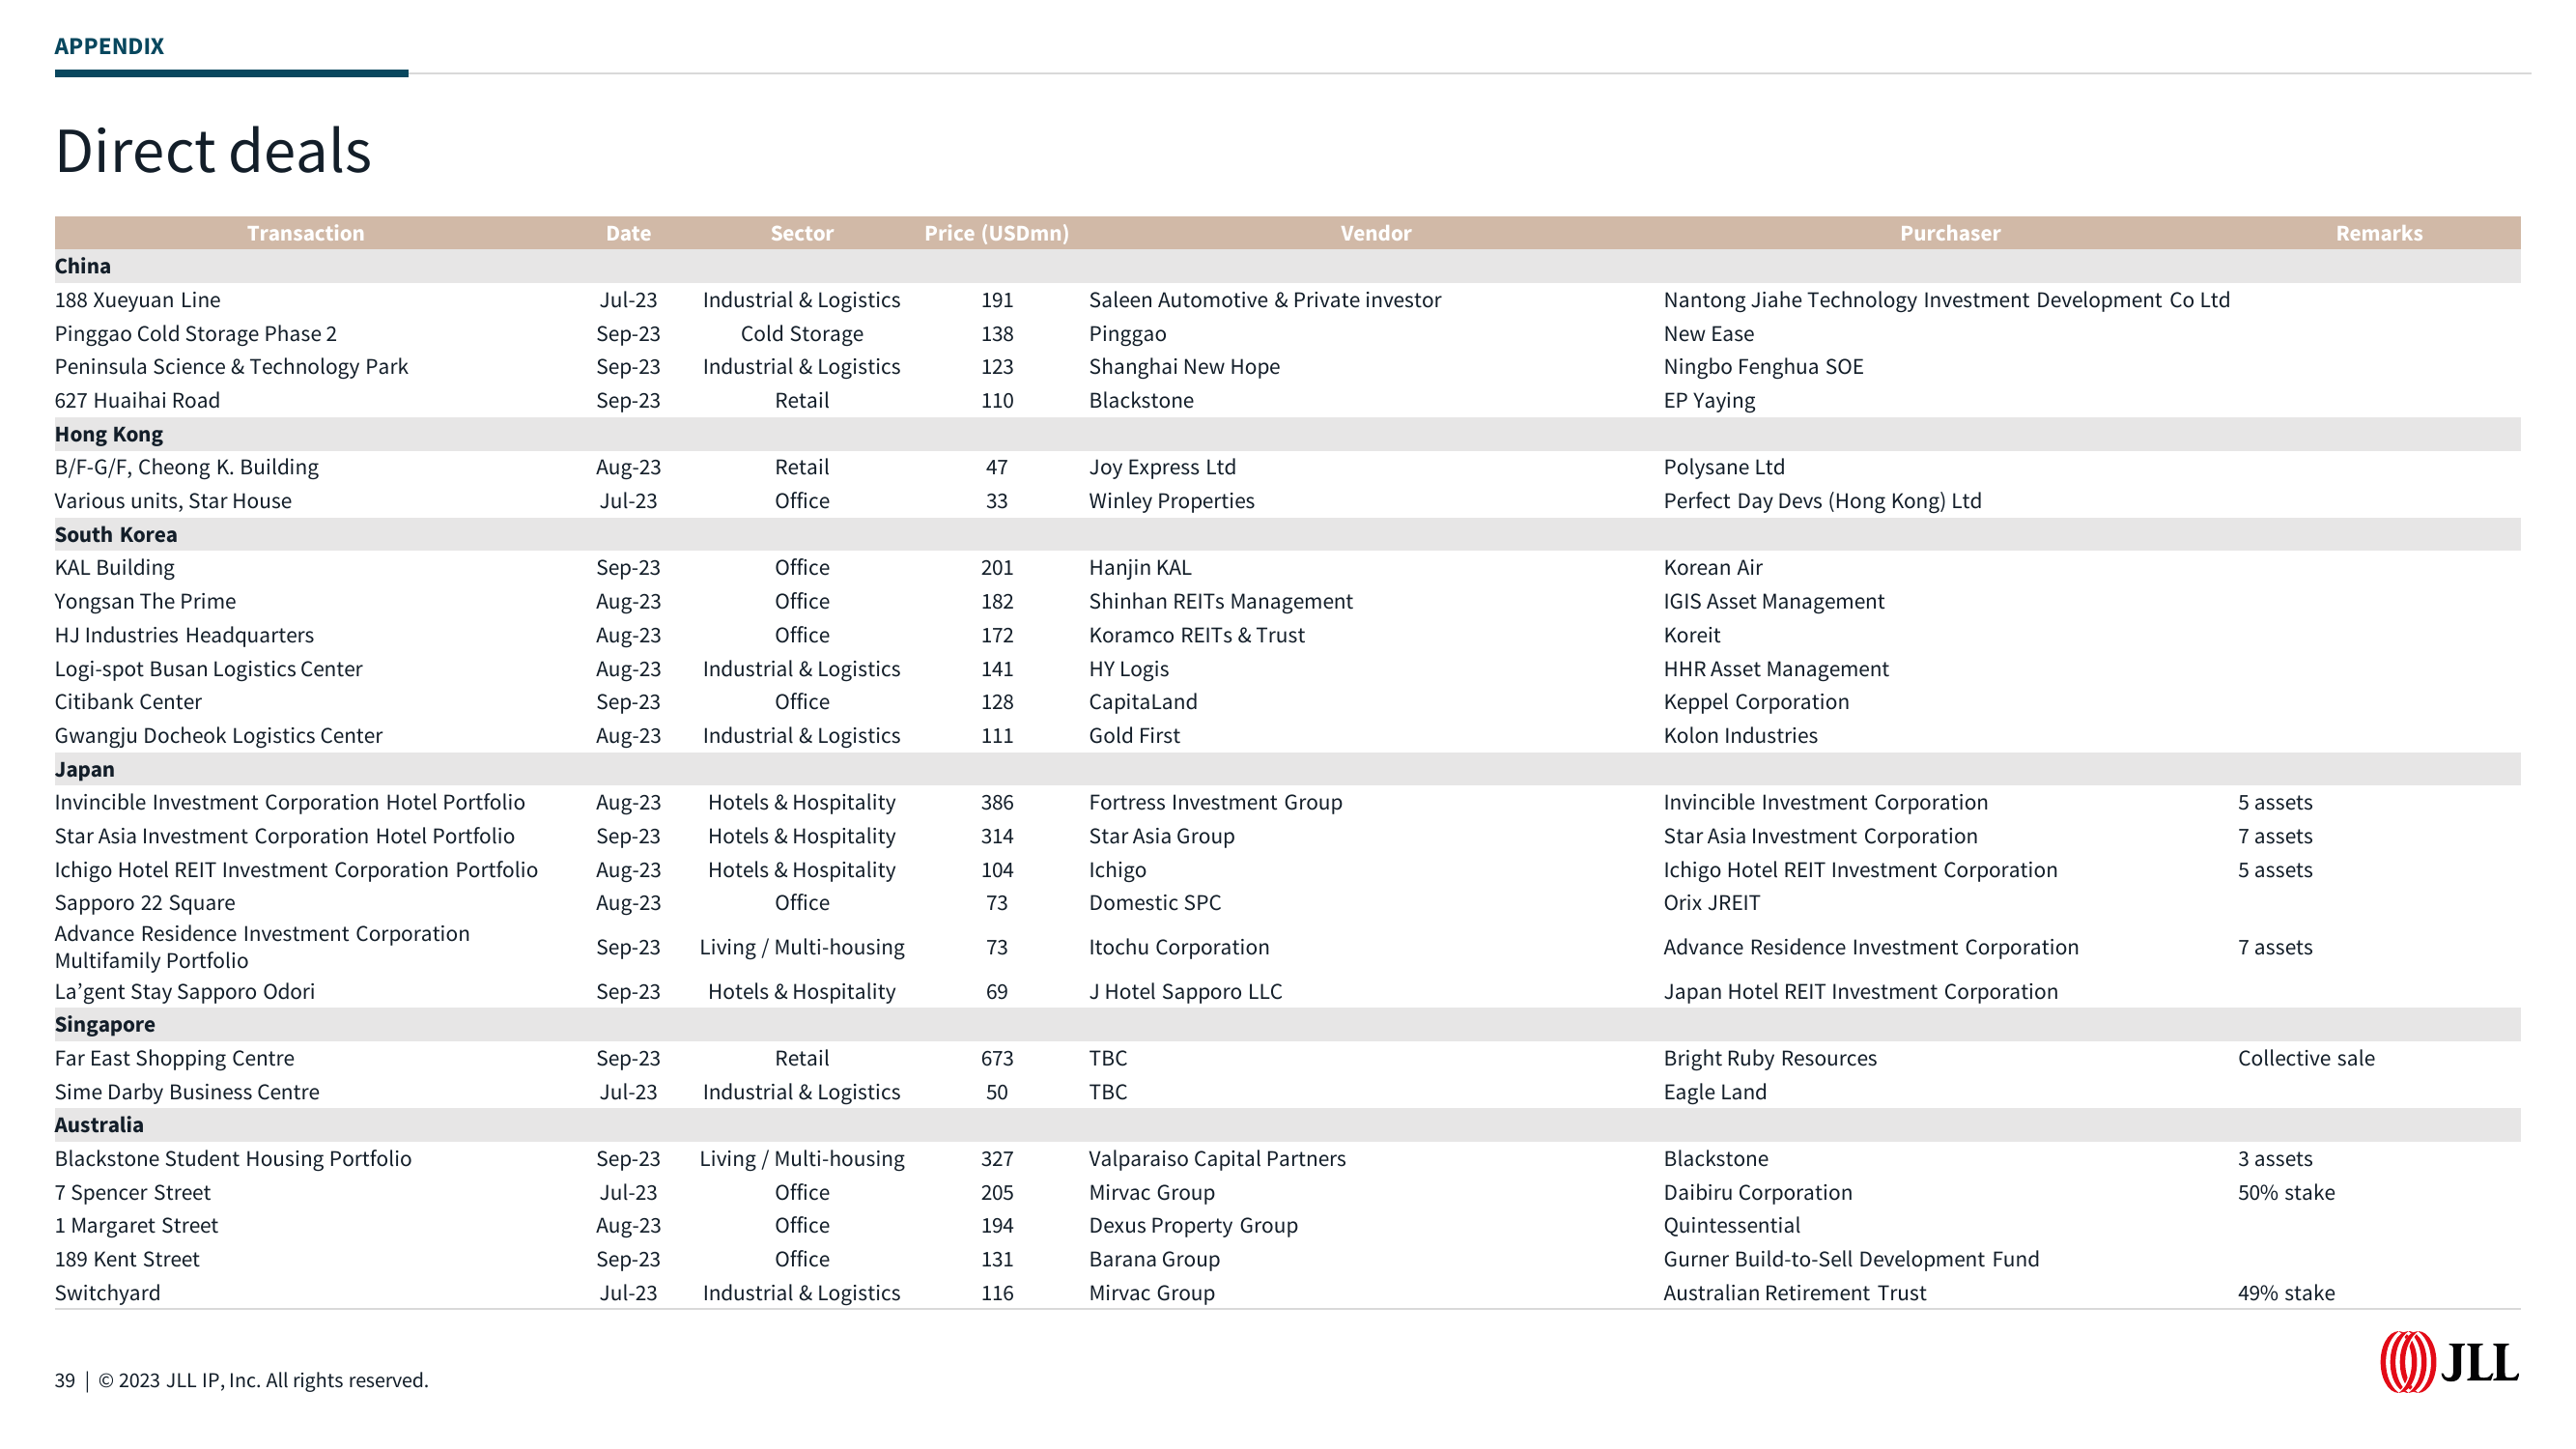 APPENDIX
Direct deals
Transaction Date Sector Price (USDmn) Vendor Purchaser Remarks
China
188 Xueyuan Line Jul-23 Industrial & Logistics 191 Saleen Automotive & Private investor Nantong Jiahe Technology Investment Development Co Ltd
Pinggao Cold Storage Phase 2 Sep-23 Cold Storage 138 Pinggao New Ease
Peninsula Science & Technology Park Sep-23 Industrial & Logistics 123 Shanghai New Hope Ningbo Fenghua SOE
627 Huaihai Road Sep-23 Retail 110 Blackstone EP Yaying
Hong Kong
B/F-G/F, Cheong K. Building Aug-23 Retail 47 Joy Express Ltd Polysane Ltd
Various units, Star House Jul-23 Office 33 Winley Properties Perfect Day Devs (Hong Kong) Ltd
South Korea
KAL Building Sep-23 Office 201 Hanjin KAL Korean Air
Yongsan The Prime Aug-23 Office 182 Shinhan REITs Management IGIS Asset Management
HJ Industries Headquarters Aug-23 Office 172 Koramco REITs & Trust Koreit
Logi-spot Busan Logistics Center Aug-23 Industrial & Logistics 141 HY Logis HHR Asset Management
Citibank Center Sep-23 Office 128 CapitaLand Keppel Corporation
Gwangju Docheok Logistics Center Aug-23 Industrial & Logistics 111 Gold First Kolon Industries
Japan
Invincible Investment Corporation Hotel Portfolio Aug-23 Hotels & Hospitality 386 Fortress Investment Group Invincible Investment Corporation 5 assets
Star Asia Investment Corporation Hotel Portfolio Sep-23 Hotels & Hospitality 314 Star Asia Group Star Asia Investment Corporation 7 assets
Ichigo Hotel REIT Investment Corporation Portfolio Aug-23 Hotels & Hospitality 104 Ichigo Ichigo Hotel REIT Investment Corporation 5 assets
Sapporo 22 Square Aug-23 Office 73 Domestic SPC Orix JREIT
Advance Residence Investment Corporation
Multifamily Portfolio Sep-23 Living / Multi-housing 73 Itochu Corporation Advance Residence Investment Corporation 7 assets
La’gent Stay Sapporo Odori Sep-23 Hotels & Hospitality 69 J Hotel Sapporo LLC Japan Hotel REIT Investment Corporation
Singapore
Far East Shopping Centre Sep-23 Retail 673 TBC Bright Ruby Resources Collective sale
Sime Darby Business Centre Jul-23 Industrial & Logistics 50 TBC Eagle Land
Australia
Blackstone Student Housing Portfolio Sep-23 Living / Multi-housing 327 Valparaiso Capital Partners Blackstone 3 assets
7 Spencer Street Jul-23 Office 205 Mirvac Group Daibiru Corporation 50% stake
1 Margaret Street Aug-23 Office 194 Dexus Property Group Quintessential
189 Kent Street Sep-23 Office 131 Barana Group Gurner Build-to-Sell Development Fund
Switchyard Jul-23 Industrial & Logistics 116 Mirvac Group Australian Retirement Trust 49% stake
39 | © 2023 JLL IP, Inc. All rights reserved.
JLL